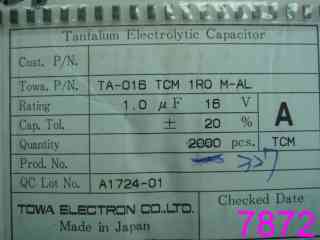 Tantalum Electrolytic Capacitor
Cust. P/N.
Towa. P/N. TA-016 TCM 1R0 M-AL
Rating 1.0 μF 16 V
Cap. Tol. ± 20 % A
Quantity 2000 pcs. TCM
337
Prod. No.
QC Lot No. A1724-01
TOWA ELECTRON CO.,LTD. Checked Date
Made in Japan
7872